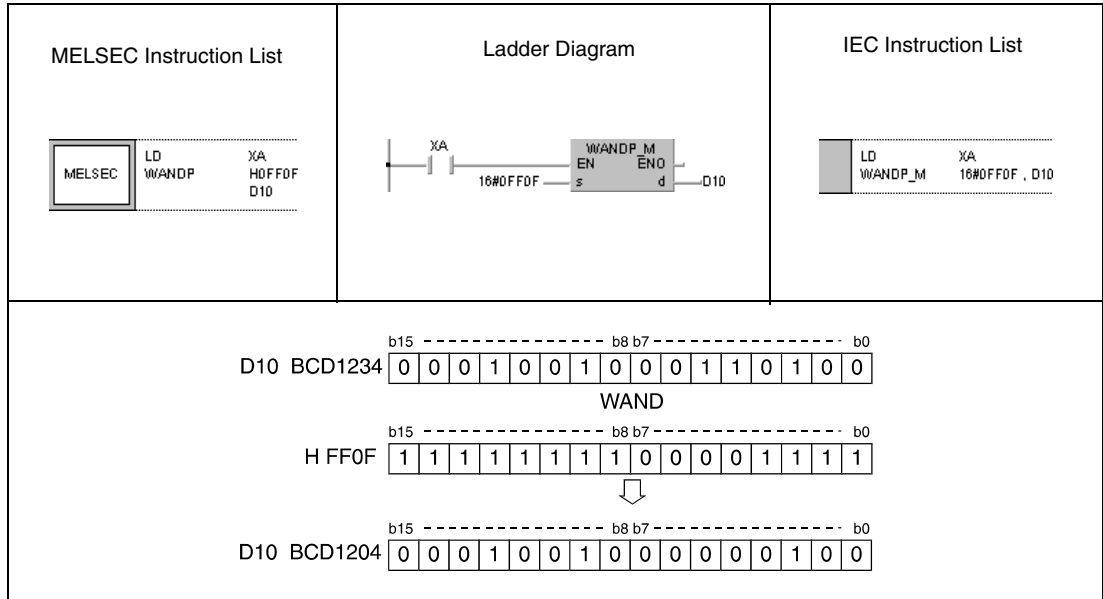 MELSEC Instruction List
MELSEC
LD XA
WANDP H0FF0F
D10
Ladder Diagram
XA
WANDP_M
EN ENO
16#0FF0F s d D10
IEC Instruction List
LD XA
WANDP_M 16#0FF0F , D10
b15 b8 b7 b0
D10 BCD1234 0 0 0 1 0 0 1 0 0 0 1 1 0 1 0 0
WAND
b15 b8 b7 b0
H FF0F 1 1 1 1 1 1 1 1 0 0 0 0 1 1 1 1
b15 b8 b7 b0
D10 BCD1204 0 0 0 1 0 0 1 0 0 0 0 0 0 1 0 0